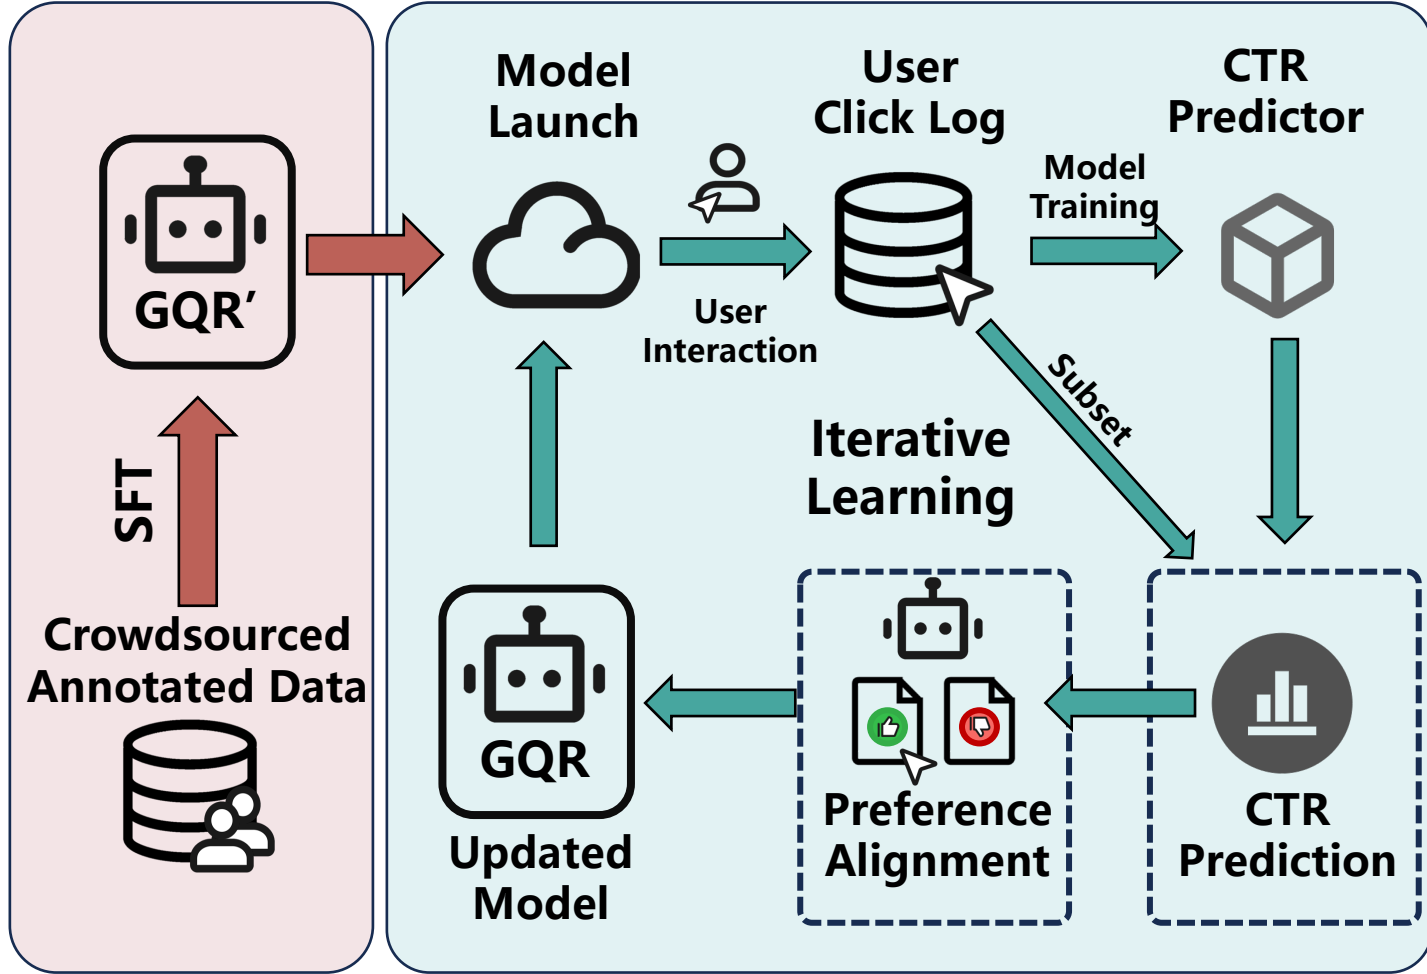 GQR’
SFT
Crowdsourced
Annotated Data
Model
Launch
User
Interaction
User
Click Log
Model
Training
CTR
Predictor
Subset
Iterative
Learning
CTR
Prediction
Preference
Alignment
GQR
Updated
Model